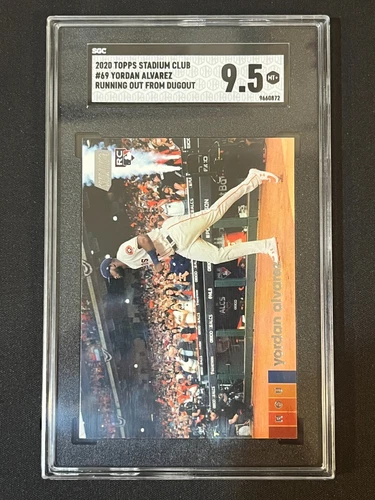 SGC
2020 TOPPS STADIUM CLUB
#69 YORDAN ALVAREZ
RUNNING OUT FROM DUGOUT
9.5
MT+
9660872
RC
ALCS
yordan alvarez